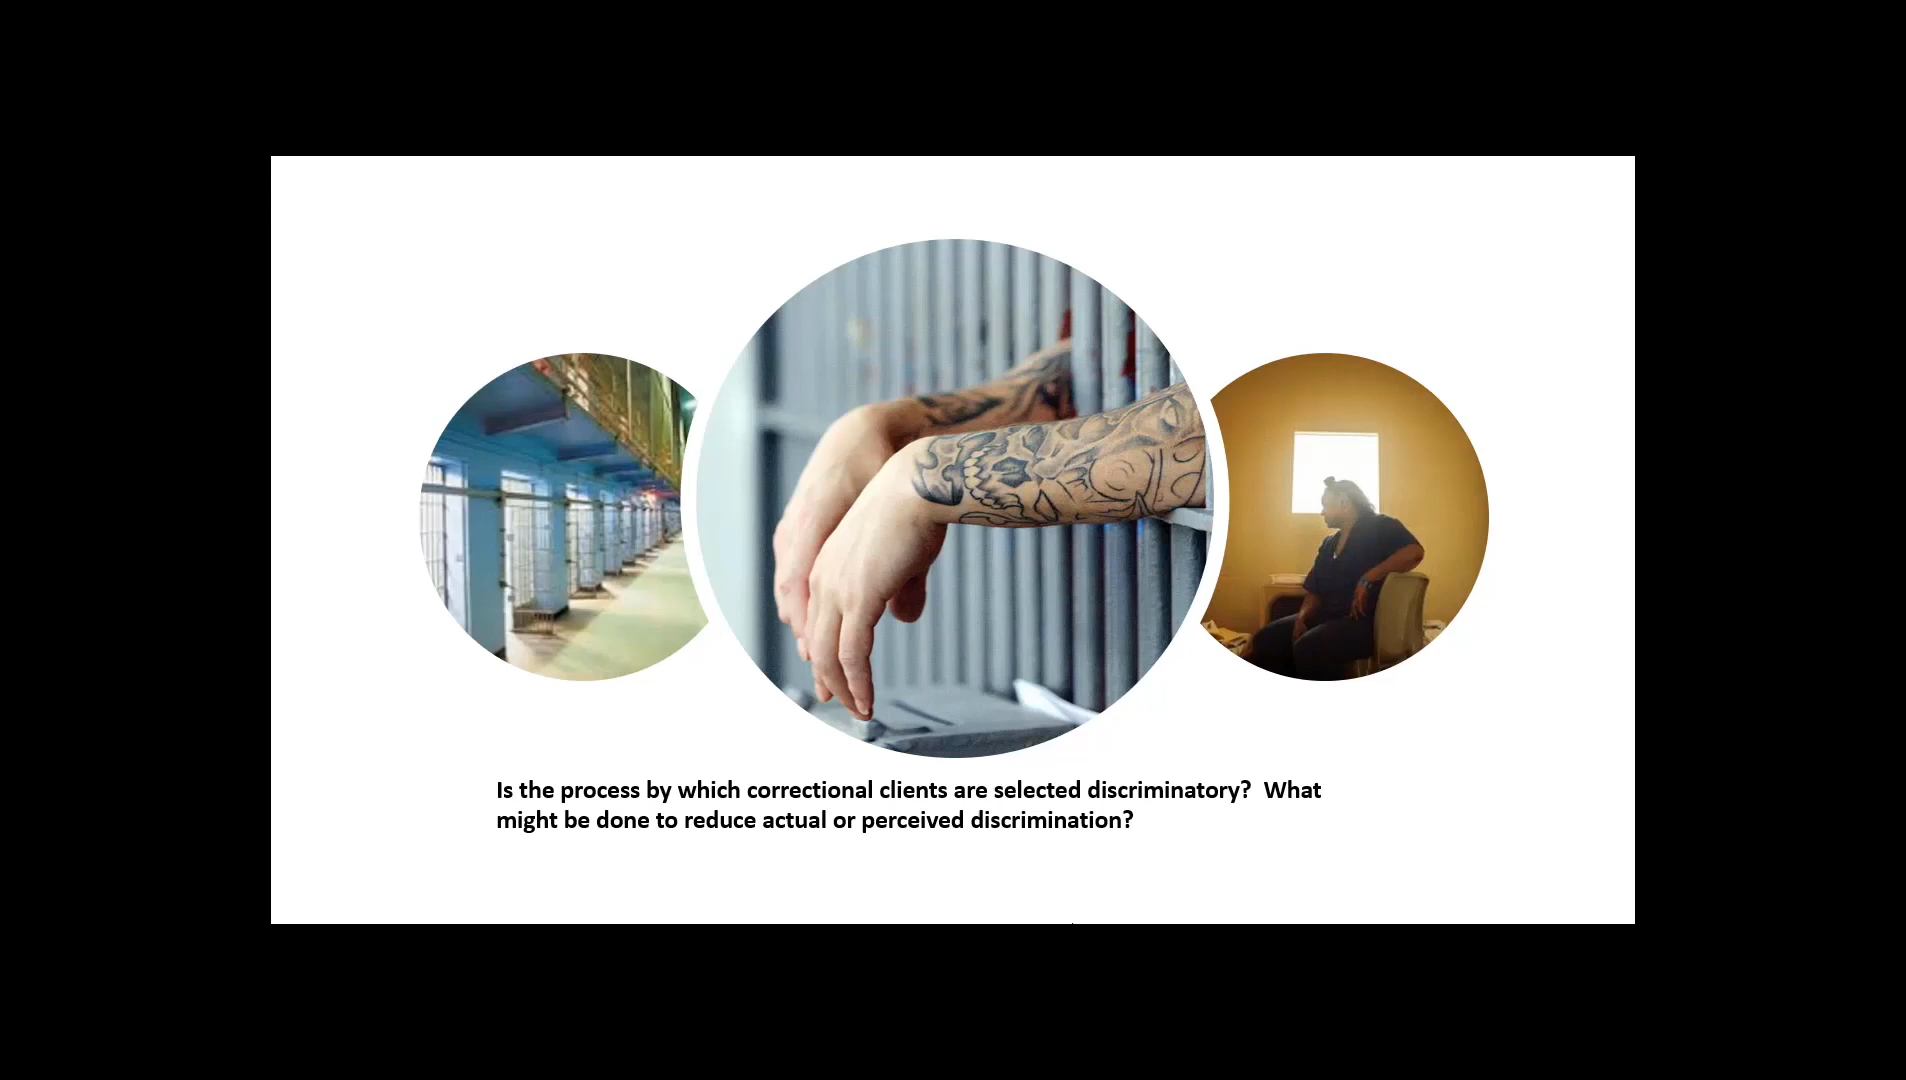 Is the process by which correctional clients are selected discriminatory?  What
might be done to reduce actual or perceived discrimination?